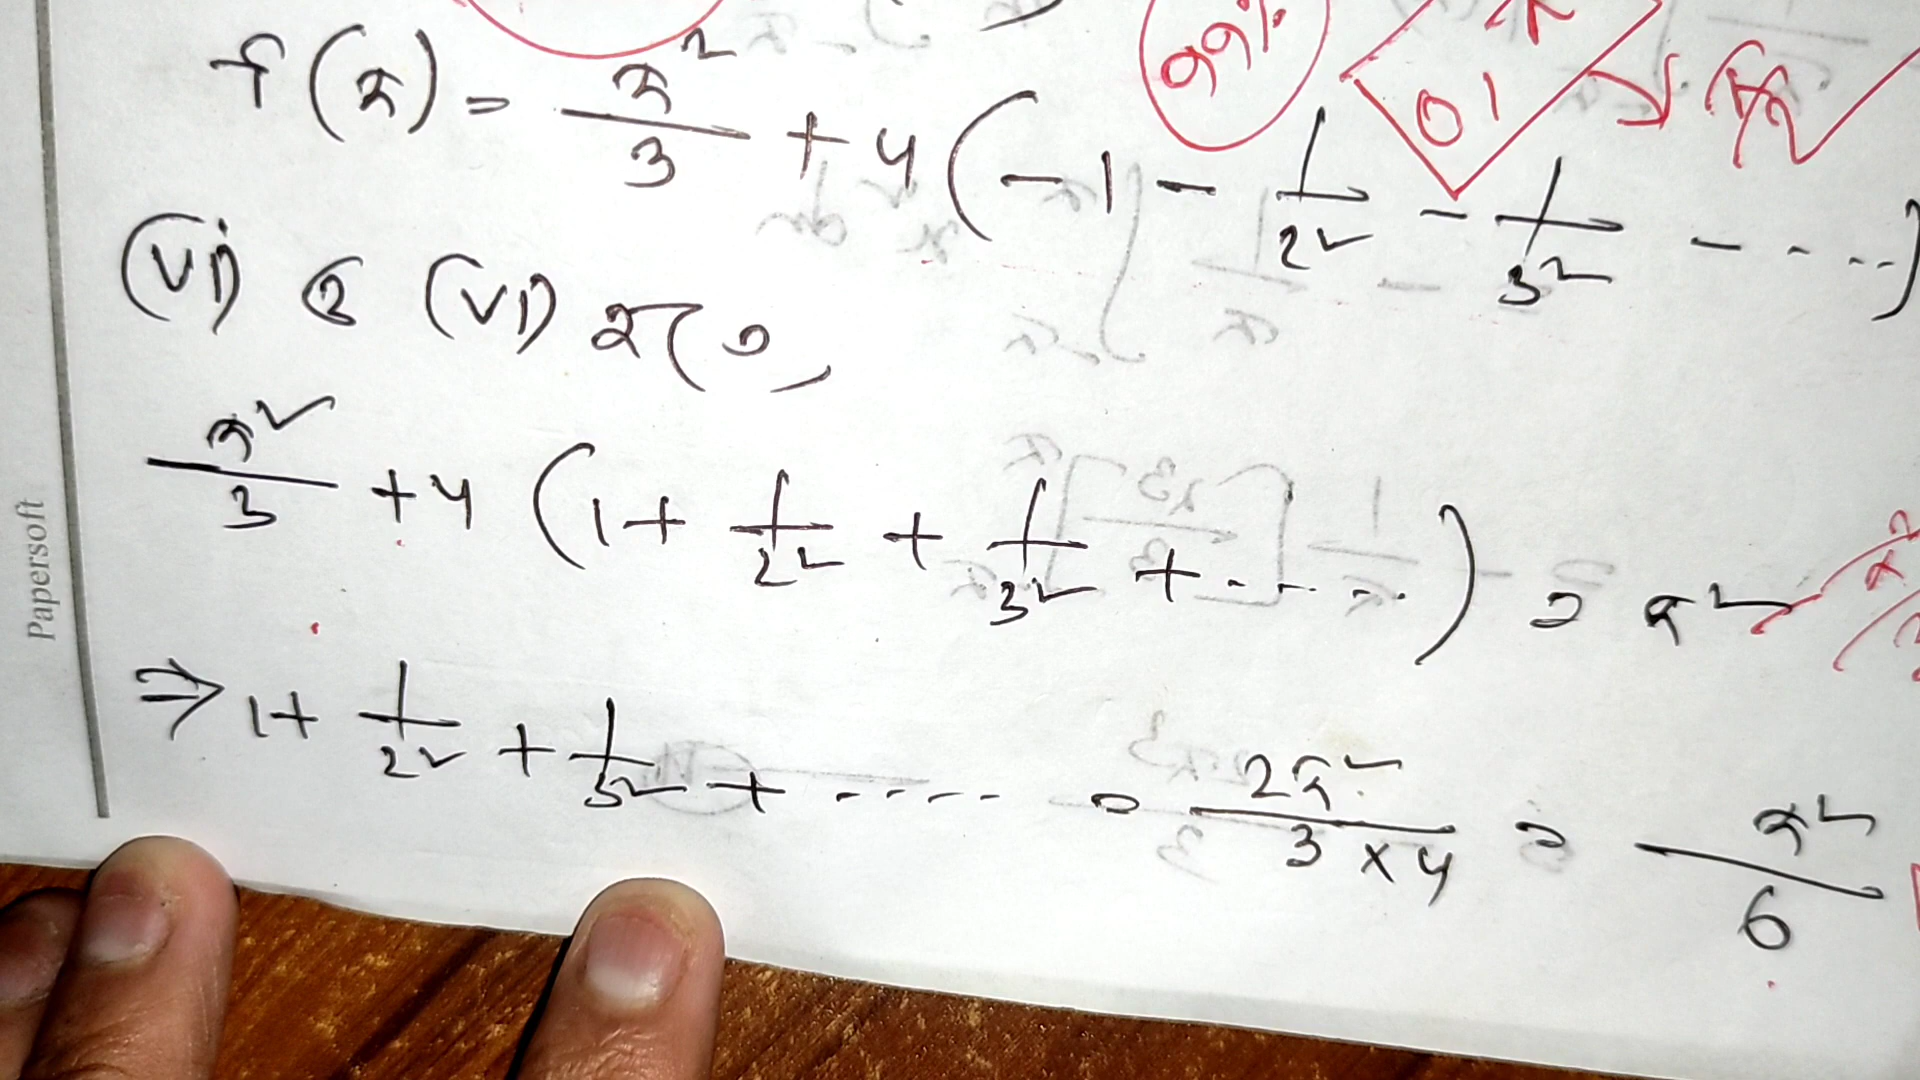 99%
01
f(π) = π²/3 + 4(-1 - 1/2² - 1/3² - ....)
(vi) ও (vi) হতে,
π²/3 + 4(1 + 1/2² + 1/3² + ....) = π²
⇒ 1 + 1/2² + 1/3² + .... = 2π²/3×4 = π²/6
Papersoft